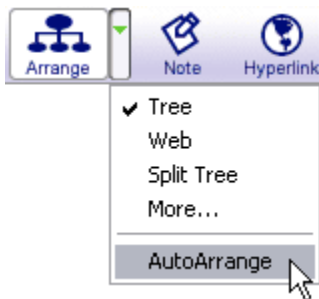 Arrange Note Hyperlink
Tree
Web
Split Tree
More...
AutoArrange